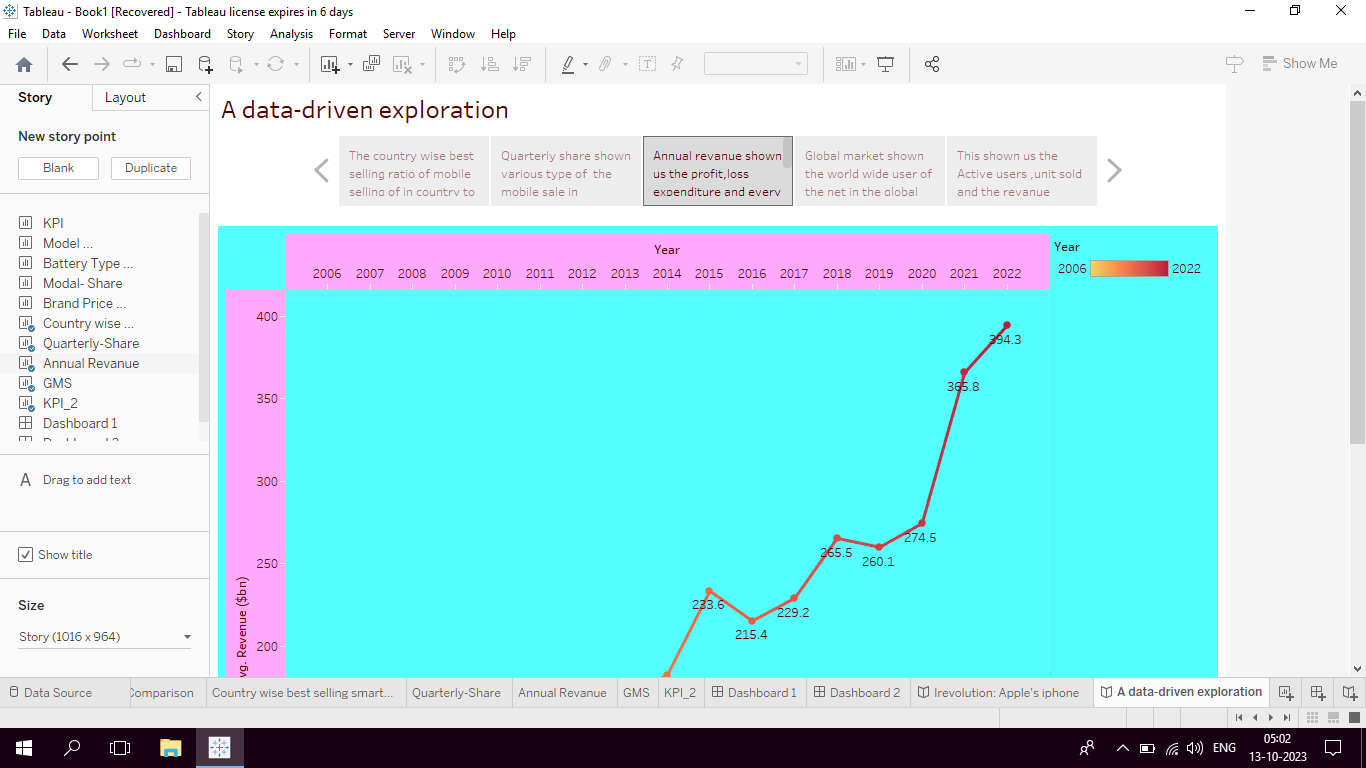 Tableau - Book1 [Recovered] - Tableau license expires in 6 days
File Data Worksheet Dashboard Story Analysis Format Server Window Help
Show Me
Story
Layout
New story point
Blank
Duplicate
KPI
Model ...
Battery Type ...
Modal- Share
Brand Price ...
Country wise ...
Quarterly-Share
Annual Revanue
GMS
KPI_2
Dashboard 1
A Drag to add text
Show title
Size
Story (1016 x 964)
A data-driven exploration
The country wise best
selling ratio of mobile
selling of in country to
Quarterly share shown
various type of the
mobile sale in
Annual revanue shown
us the profit,loss
expenditure and every
Global market shown
the world wide user of
the net in the global
This shown us the
Active users ,unit sold
and the revanue
Year
2006 2007 2008 2009 2010 2011 2012 2013 2014 2015 2016 2017 2018 2019 2020 2021 2022
Year
2006 2022
400
350
300
250
200
vg. Revenue ($bn)
394.3
365.8
274.5
260.1
265.5
229.2
215.4
233.6
Data Source
Comparison
Country wise best selling smart...
Quarterly-Share
Annual Revanue
GMS
KPI_2
Dashboard 1
Dashboard 2
Irevolution: Apple's iphone
A data-driven exploration
ENG
05:02
13-10-2023